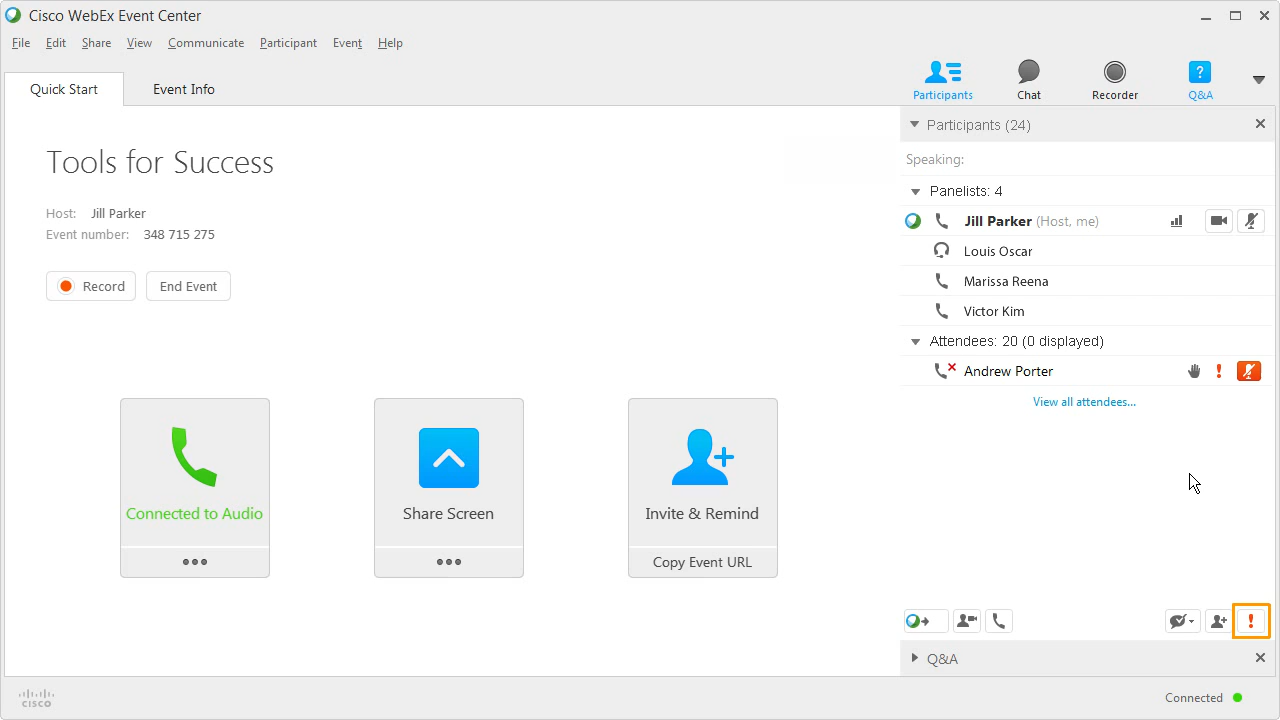 Cisco WebEx Event Center
File Edit Share View Communicate Participant Event Help
Participants Chat Recorder Q&A
Quick Start Event Info
Participants (24)
Speaking:
Panelists: 4
Jill Parker (Host, me)
Louis Oscar
Marissa Reena
Victor Kim
Attendees: 20 (0 displayed)
Andrew Porter
View all attendees...
Tools for Success
Host: Jill Parker
Event number: 348 715 275
Record End Event
Connected to Audio
Share Screen
Invite & Remind
Copy Event URL
Q&A
CISCO
Connected